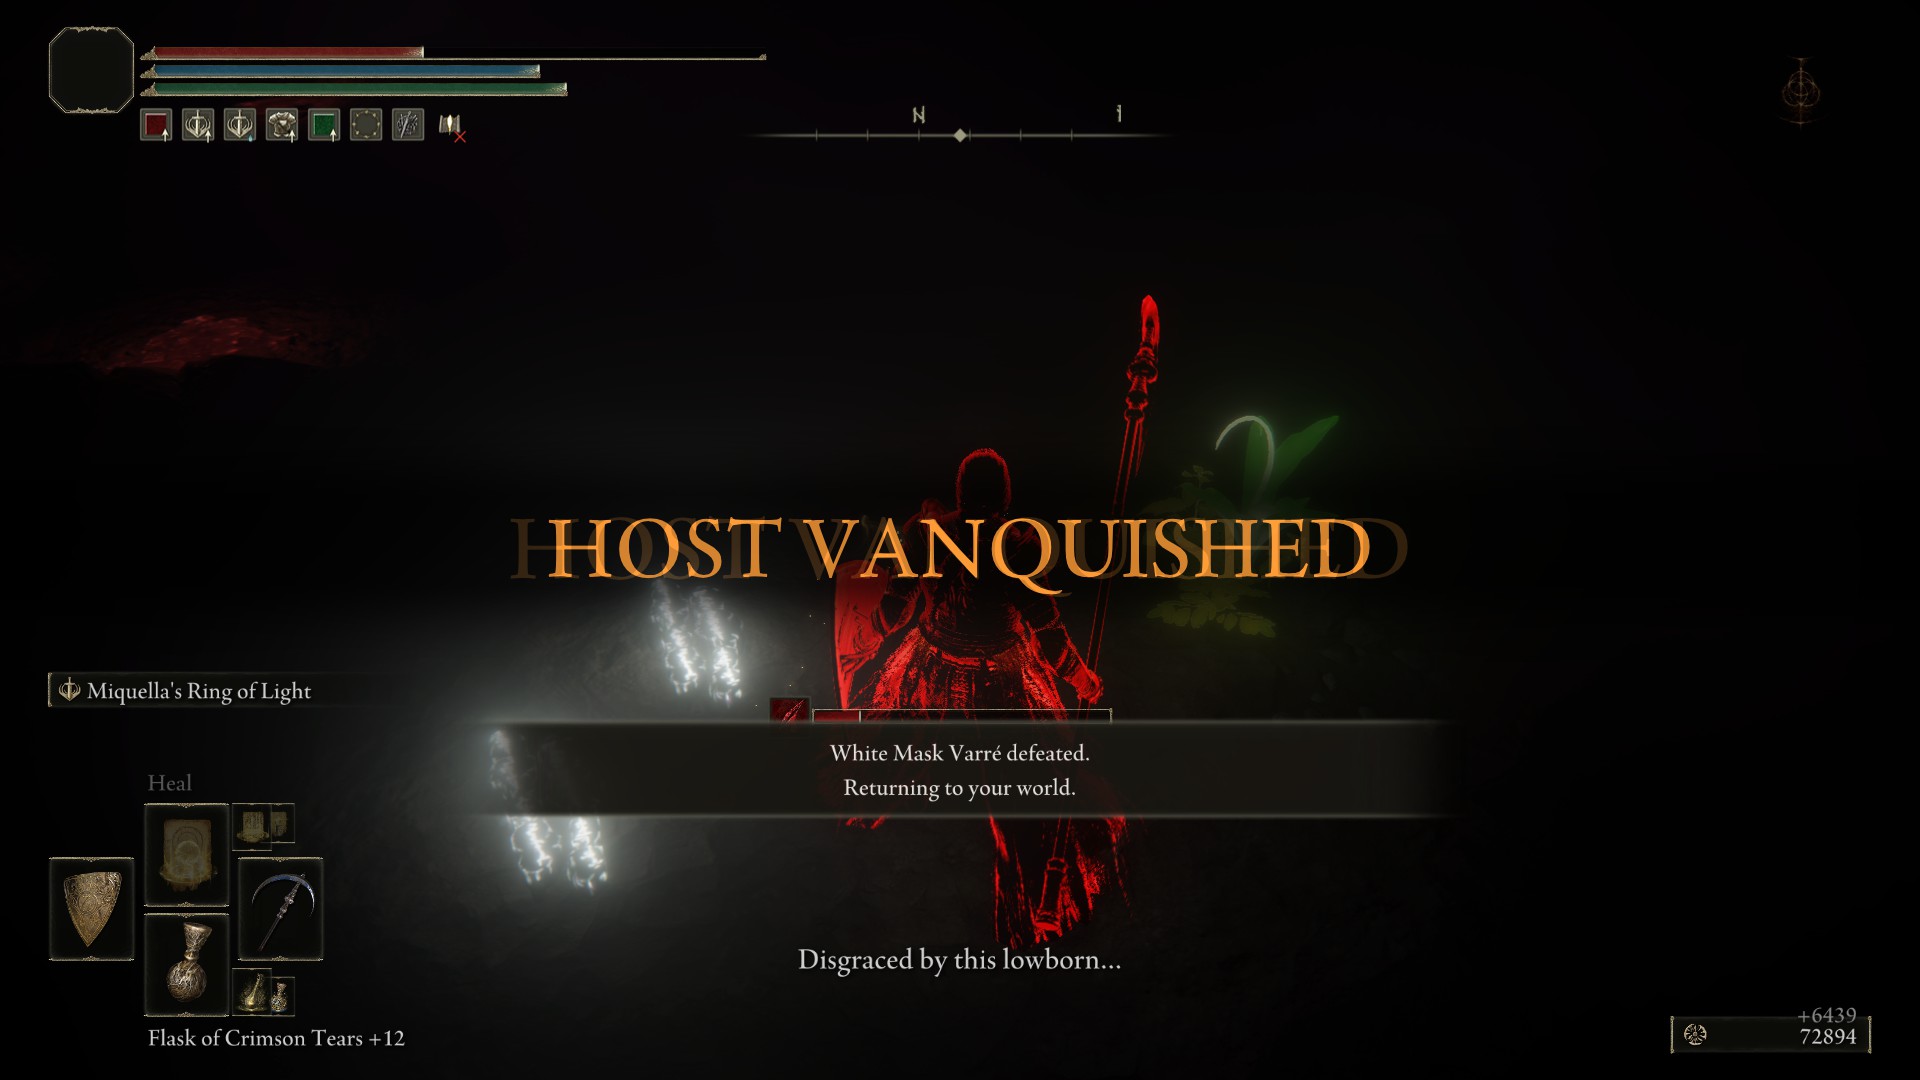 N
HOST VANQUISHED
Miquella's Ring of Light
White Mask Varré defeated.
Returning to your world.
Heal
Disgraced by this lowborn...
Flask of Crimson Tears +12
+6439
72894